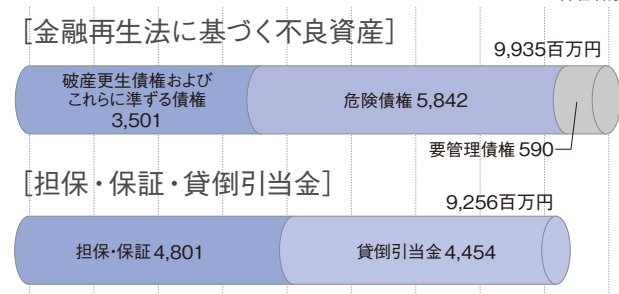 [金融再生法に基づく不良資産]
9,935百万円
破産更生債権および
これらに準ずる債権
3,501
危険債権 5,842
要管理債権 590
[担保・保証・貸倒引当金]
9,256百万円
担保・保証 4,801
貸倒引当金 4,454